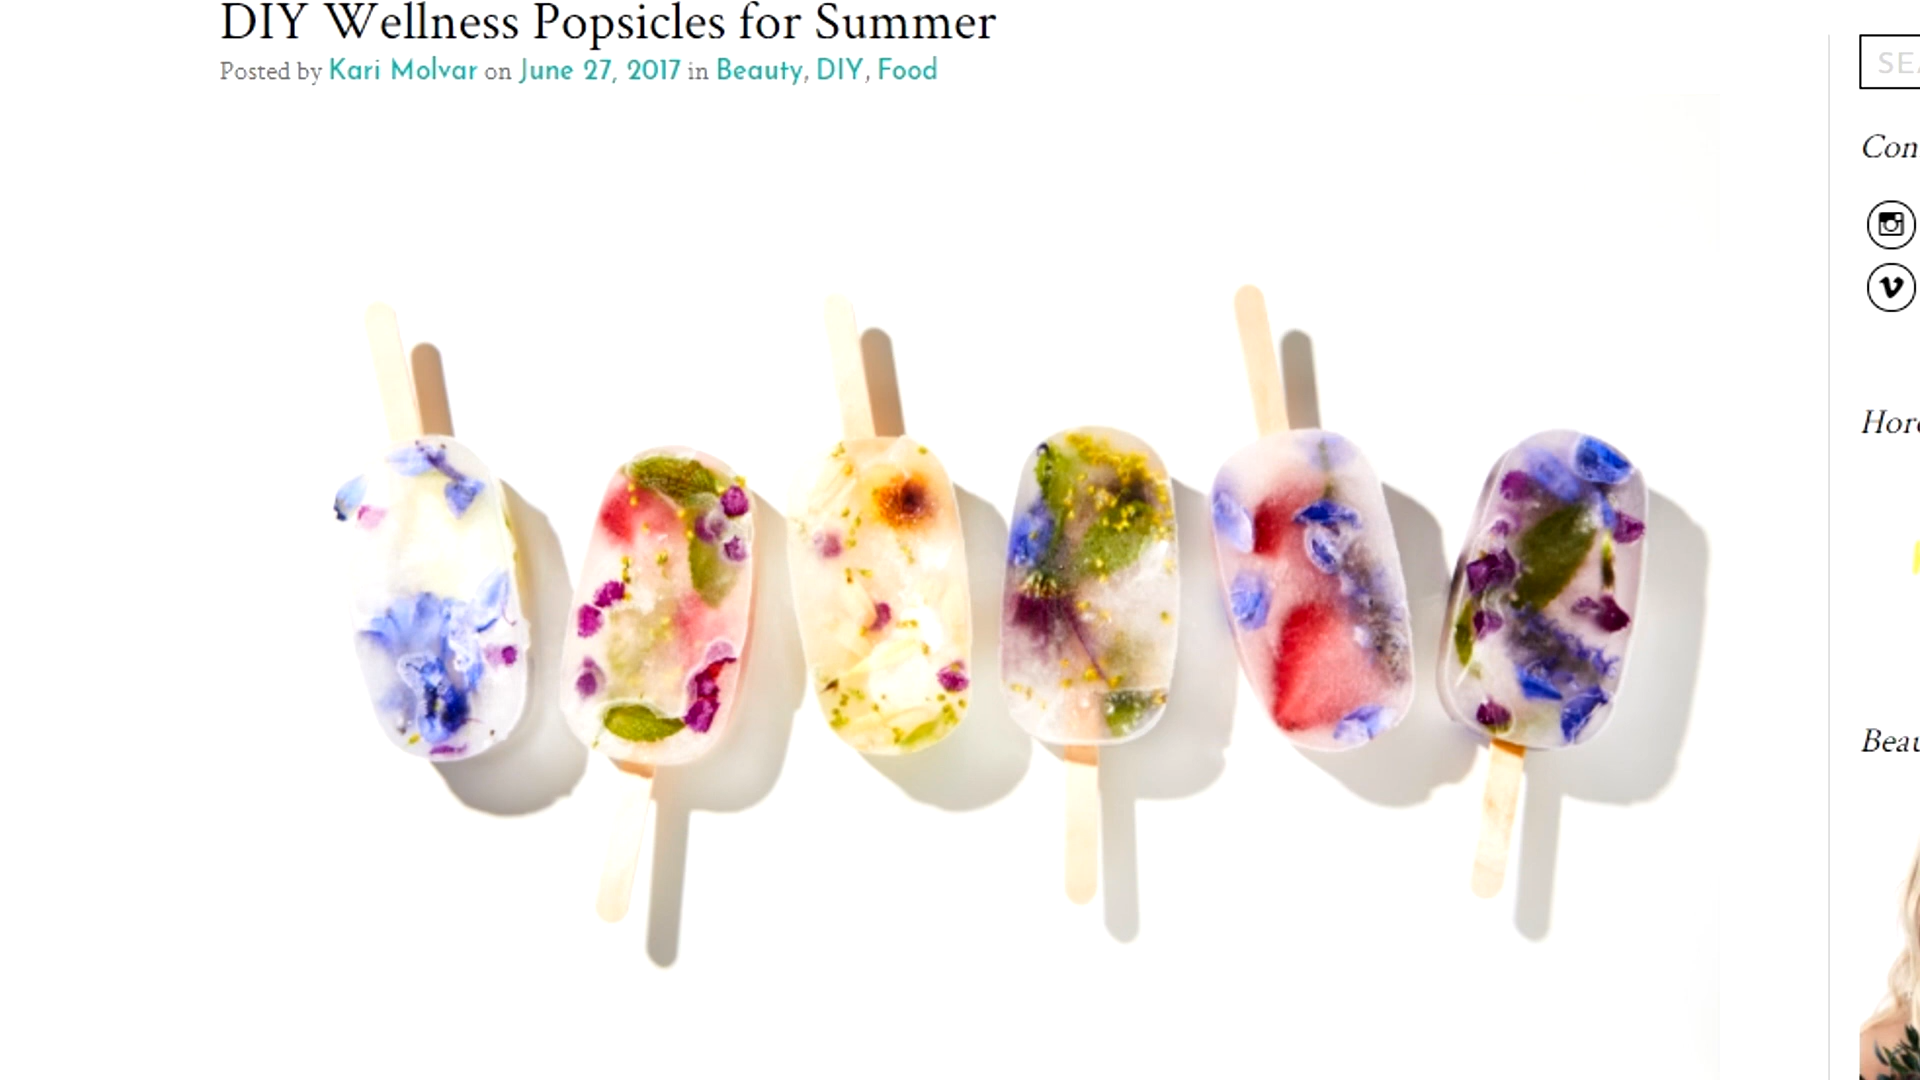 DIY Wellness Popsicles for Summer
Posted by Kari Molvar on June 27, 2017 in Beauty, DIY, Food